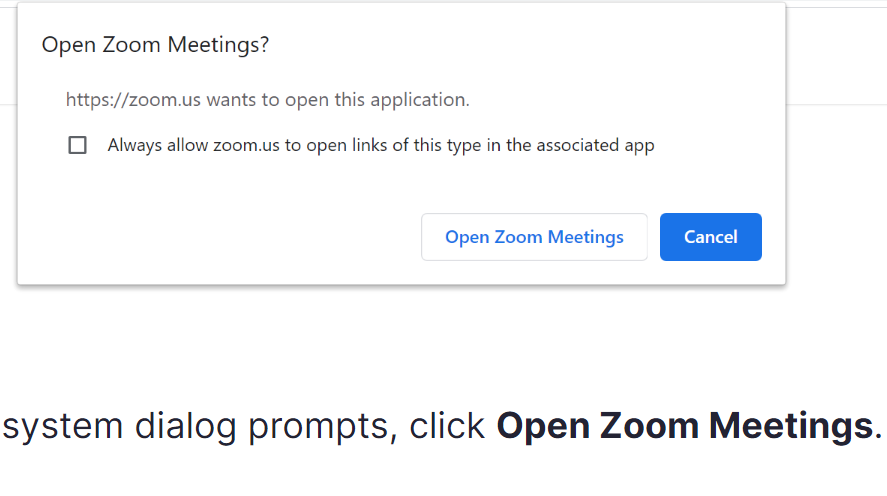 Open Zoom Meetings?
https://zoom.us wants to open this application.
Always allow zoom.us to open links of this type in the associated app
Open Zoom Meetings Cancel
system dialog prompts, click Open Zoom Meetings.